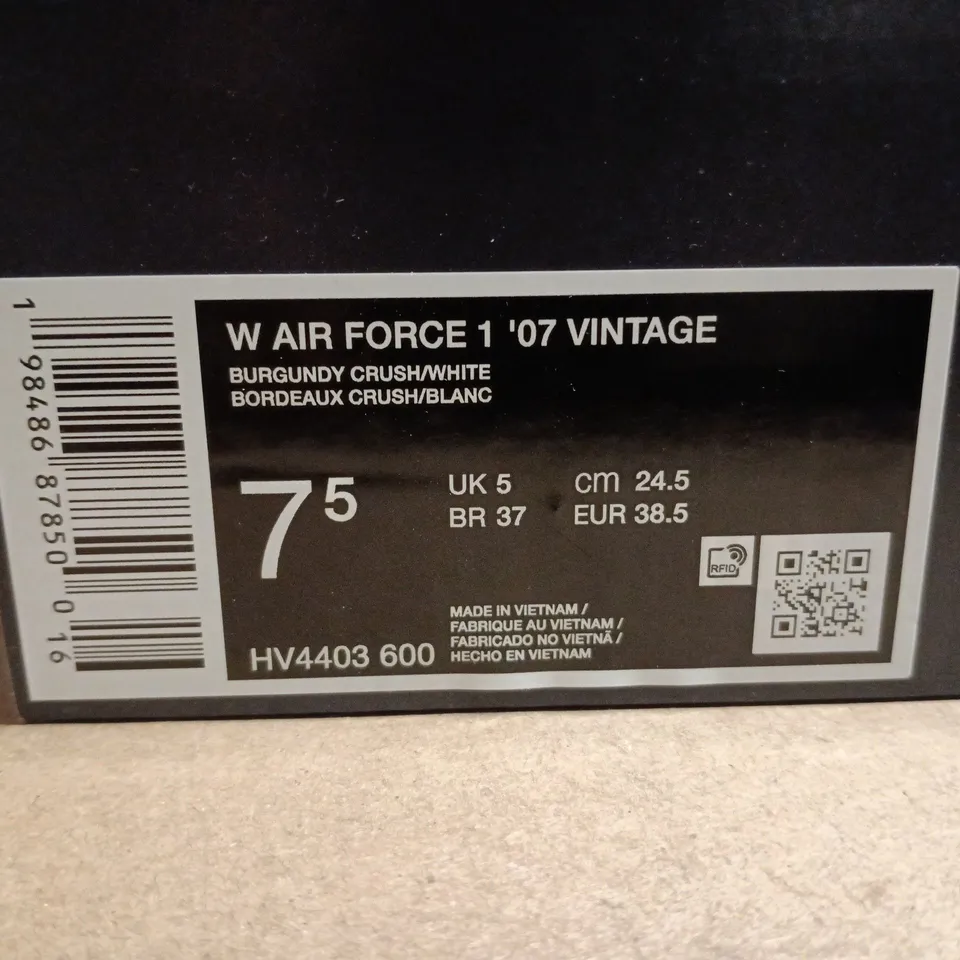 1 98486 87850 0 16
W AIR FORCE 1 '07 VINTAGE
BURGUNDY CRUSH/WHITE
BORDEAUX CRUSH/BLANC
7 5
UK 5
cm 24.5
BR 37
EUR 38.5
RFID
HV4403 600
MADE IN VIETNAM /
FABRIQUE AU VIETNAM /
FABRICADO NO VIETNÃ /
HECHO EN VIETNAM